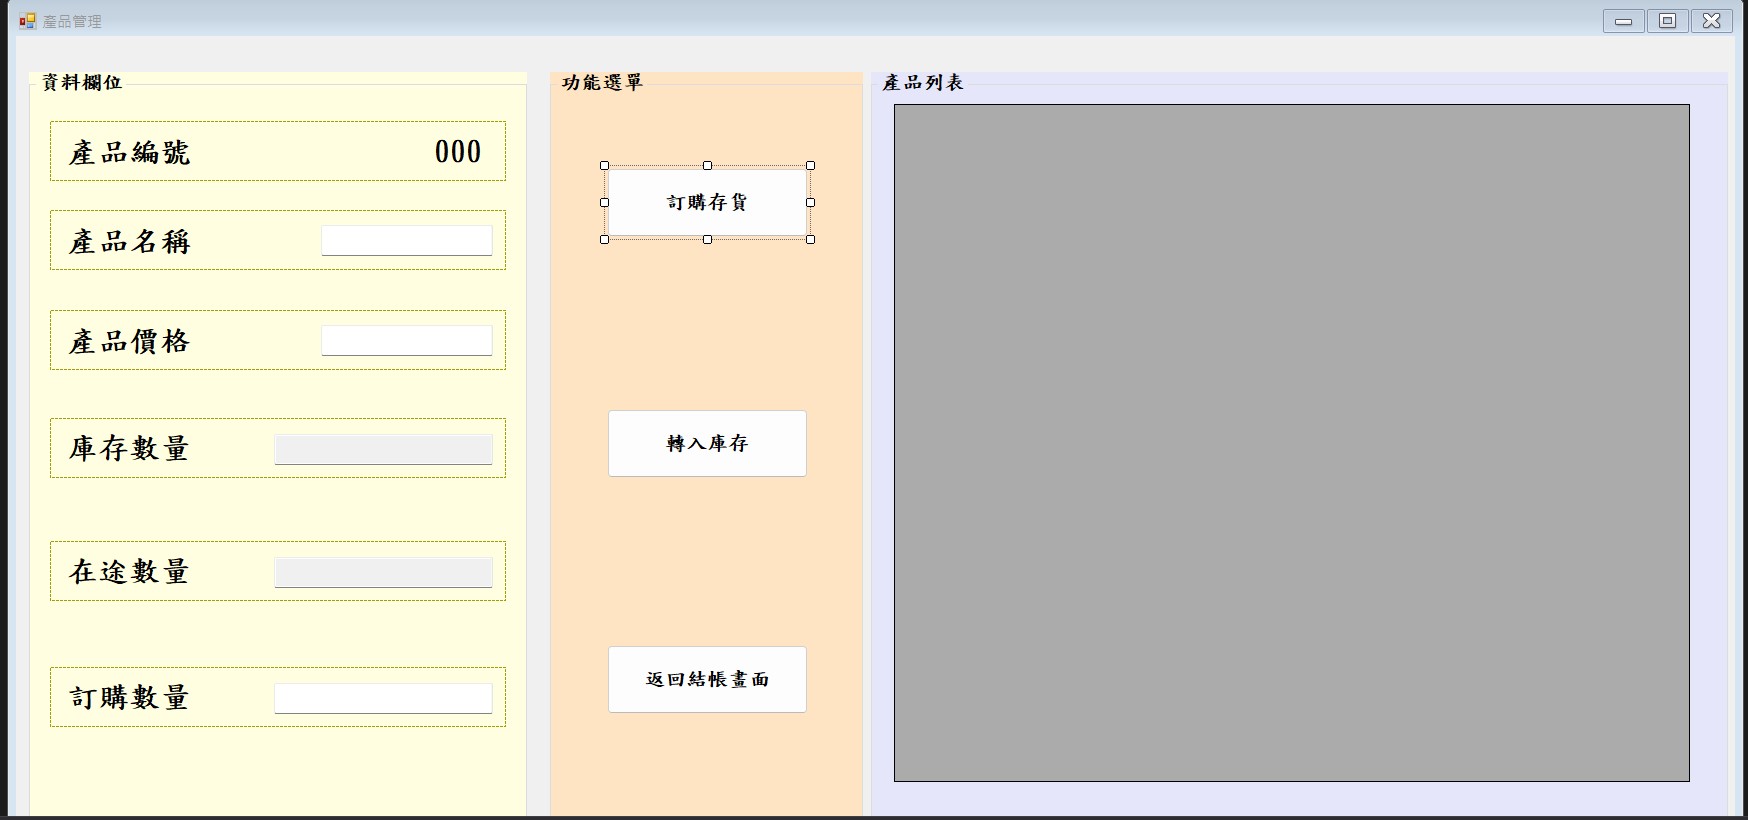 產品管理
資料欄位
產品編號 000
產品名稱
產品價格
庫存數量
在途數量
訂購數量
功能選單
訂購存貨
轉入庫存
返回結帳畫面
產品列表